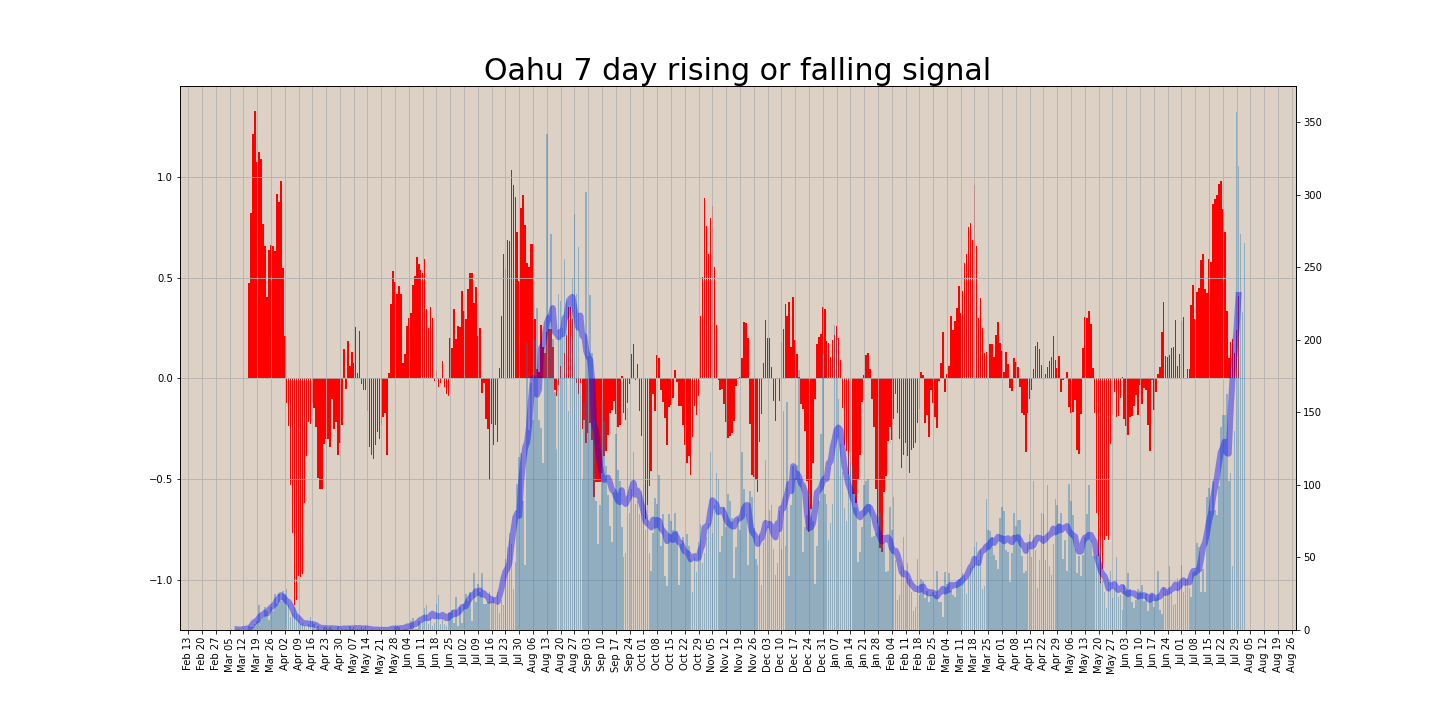 Oahu 7 day rising or falling signal
1.0
0.5
0.0
−0.5
−1.0
350
300
250
200
150
100
50
0
Feb 13
Feb 20
Feb 27
Mar 05
Mar 12
Mar 19
Mar 26
Apr 02
Apr 09
Apr 16
Apr 23
Apr 30
May 07
May 14
May 21
May 28
Jun 04
Jun 11
Jun 18
Jun 25
Jul 02
Jul 09
Jul 16
Jul 23
Jul 30
Aug 06
Aug 13
Aug 20
Aug 27
Sep 03
Sep 10
Sep 17
Sep 24
Oct 01
Oct 08
Oct 15
Oct 22
Oct 29
Nov 05
Nov 12
Nov 19
Nov 26
Dec 03
Dec 10
Dec 17
Dec 24
Dec 31
Jan 07
Jan 14
Jan 21
Jan 28
Feb 04
Feb 11
Feb 18
Feb 25
Mar 04
Mar 11
Mar 18
Mar 25
Apr 01
Apr 08
Apr 15
Apr 22
Apr 29
May 06
May 13
May 20
May 27
Jun 03
Jun 10
Jun 17
Jun 24
Jul 01
Jul 08
Jul 15
Jul 22
Jul 29
Aug 05
Aug 12
Aug 19
Aug 26